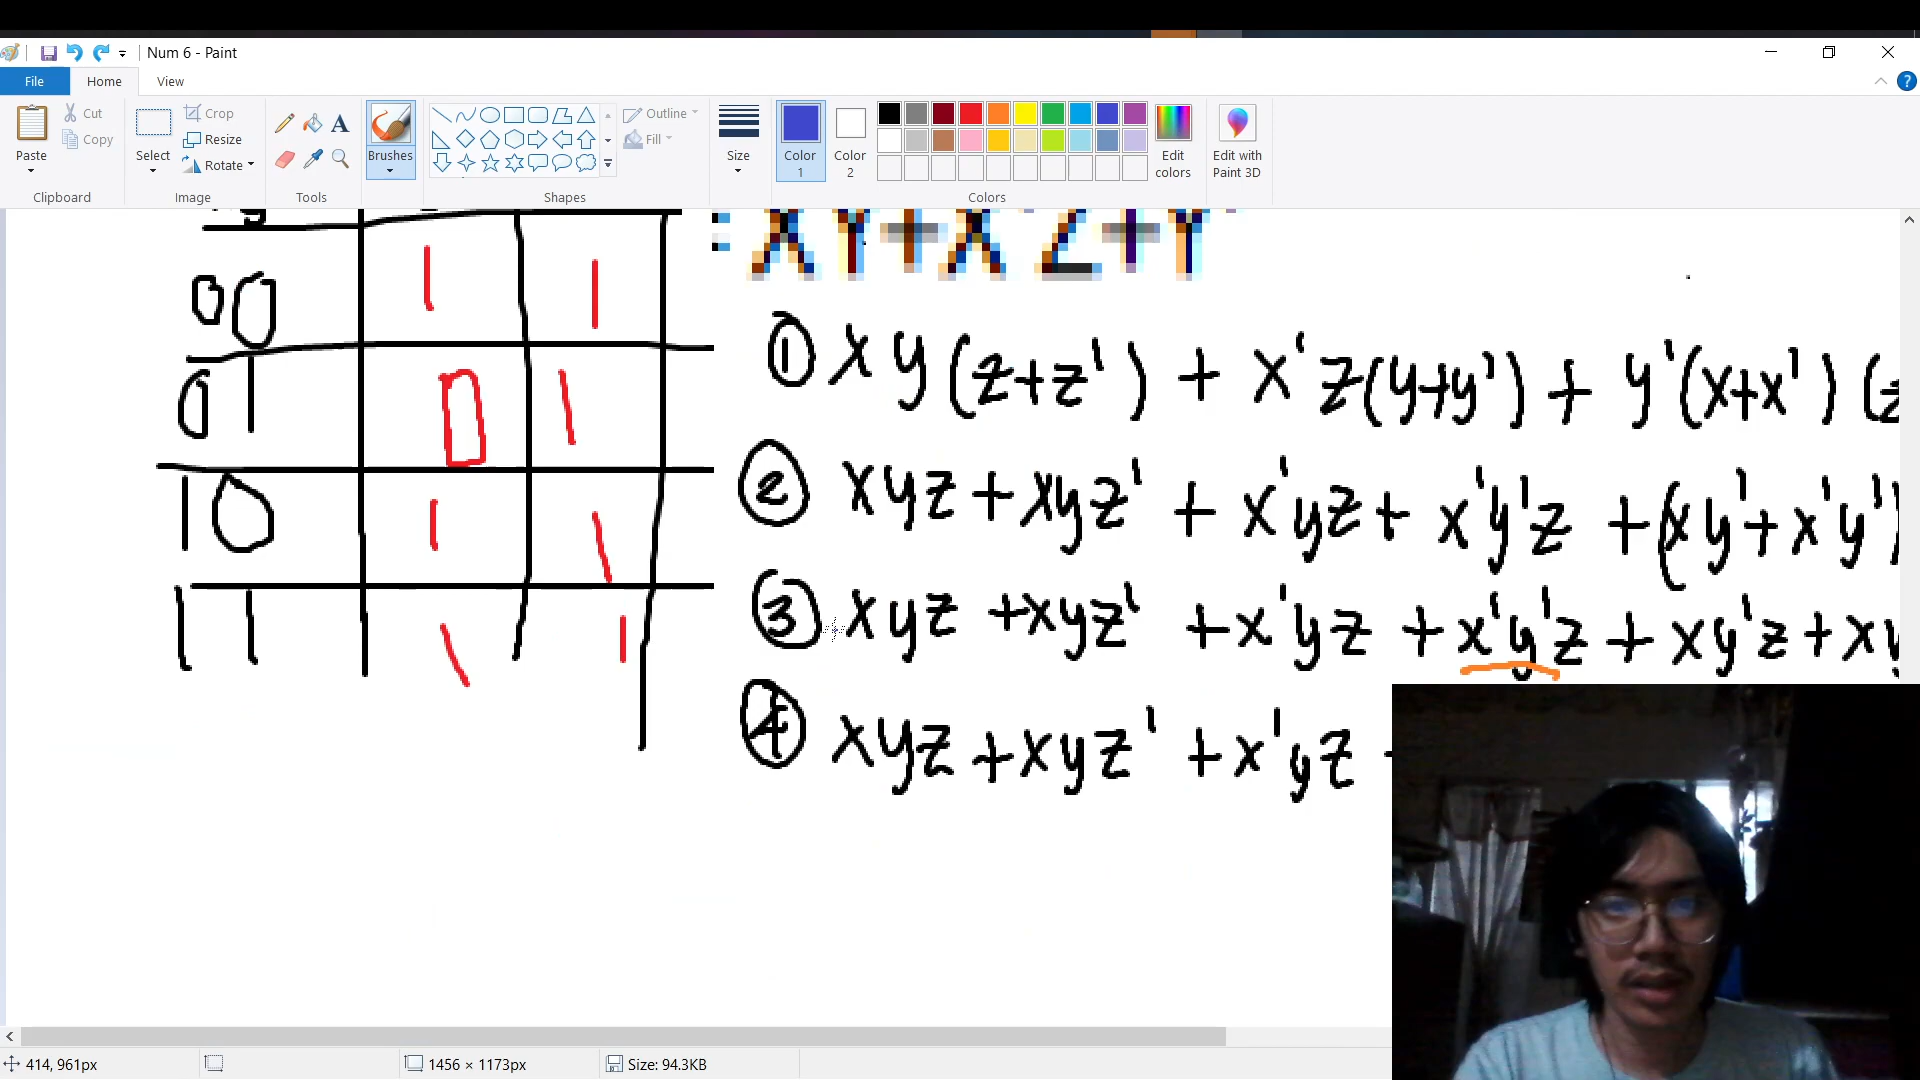 Num 6 - Paint
File Home View
Paste
Cut
Copy
Clipboard
Select
Crop
Resize
Rotate
Image
Tools
Brushes
Shapes
Outline
Fill
Size
Color 1
Color 2
Colors
Edit colors
Edit with Paint 3D
XY+X'Z+Y'
00 1 1
01 0 1
10 1 1
11 1 1
① xy(z+z') + x'z(y+y') + y'(x+x')(z
② xyz+xyz' + x'yz+ x'y'z +(xy'+x'y')
③ xyz +xyz' +x'yz +x'y'z + xy'z + xy
④ xyz +xyz' +x'yz
414, 961px
1456 × 1173px
Size: 94.3KB